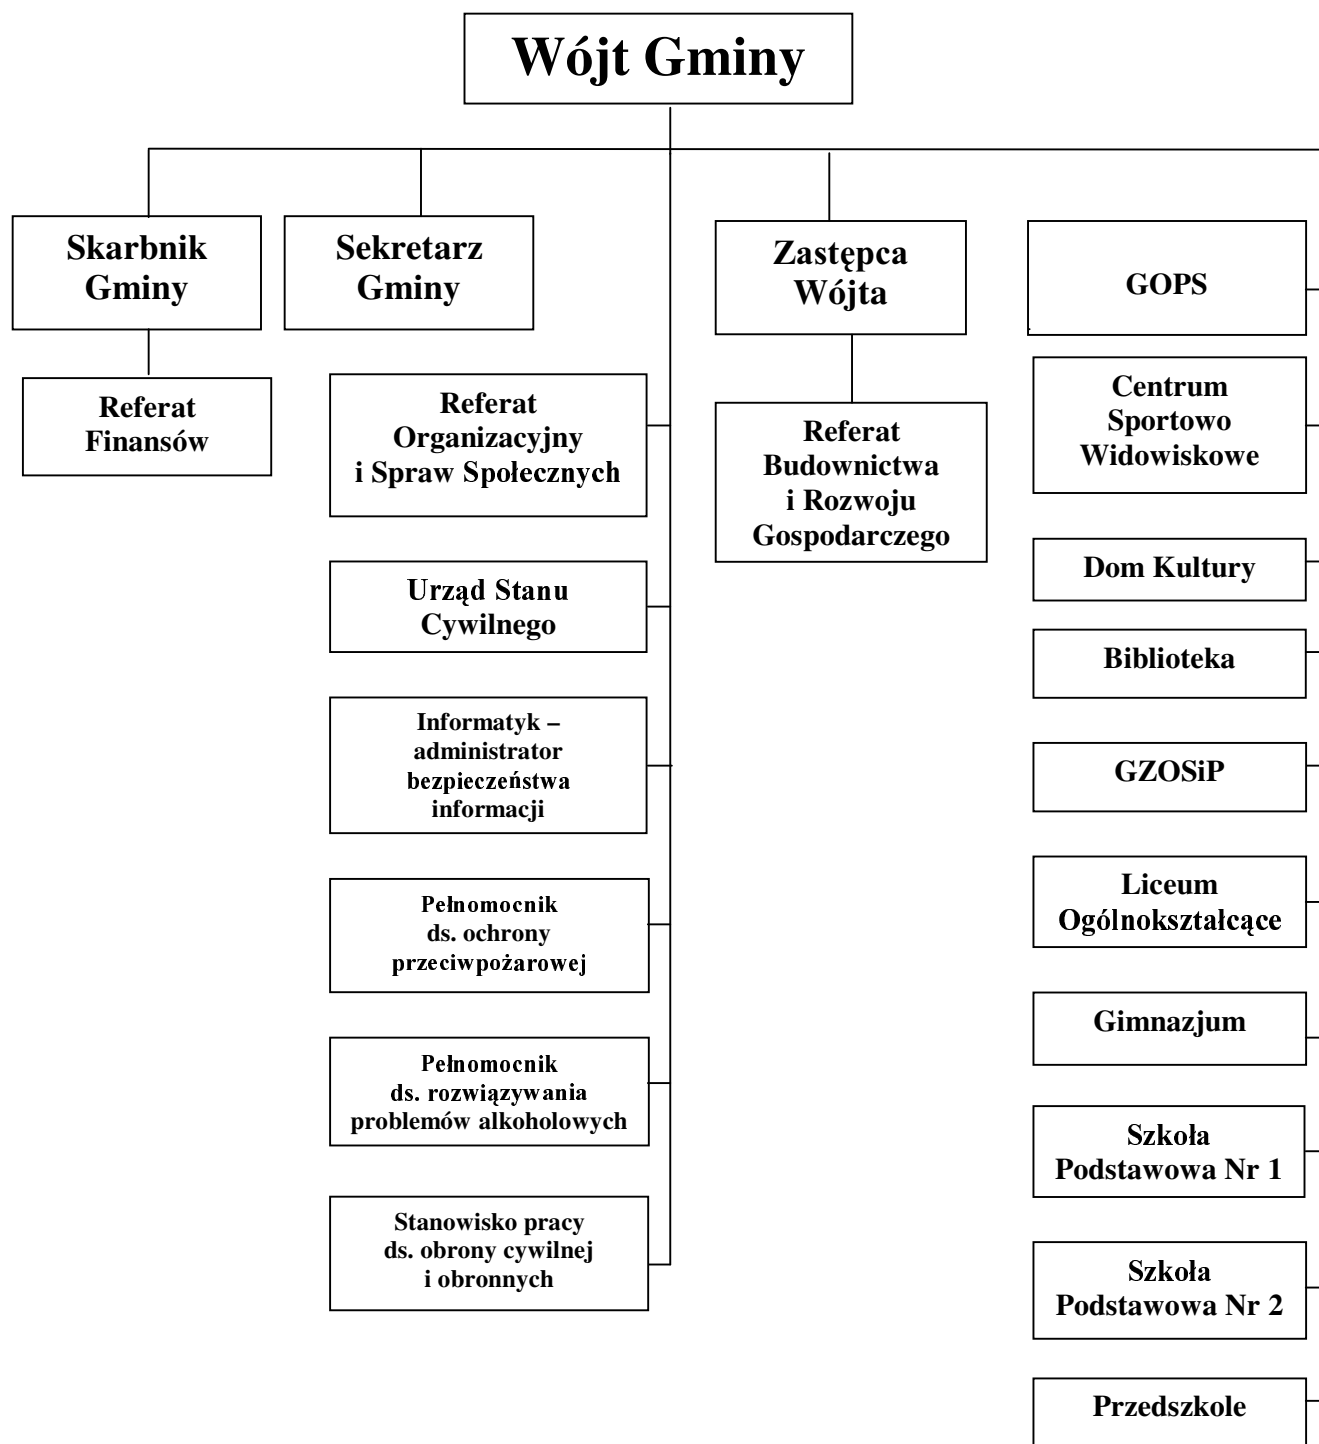 Wójt Gminy
Skarbnik
Gminy
Sekretarz
Gminy
Zastępca
Wójta
GOPS
Referat
Finansów
Referat
Organizacyjny
i Spraw Społecznych
Urząd Stanu
Cywilnego
Informatyk –
administrator
bezpieczeństwa
informacji
Pełnomocnik
ds. ochrony
przeciwpożarowej
Pełnomocnik
ds. rozwiązywania
problemów alkoholowych
Stanowisko pracy
ds. obrony cywilnej
i obronnych
Referat
Budownictwa
i Rozwoju
Gospodarczego
Centrum
Sportowo
Widowiskowe
Dom Kultury
Biblioteka
GZOSiP
Liceum
Ogólnokształcące
Gimnazjum
Szkoła
Podstawowa Nr 1
Szkoła
Podstawowa Nr 2
Przedszkole